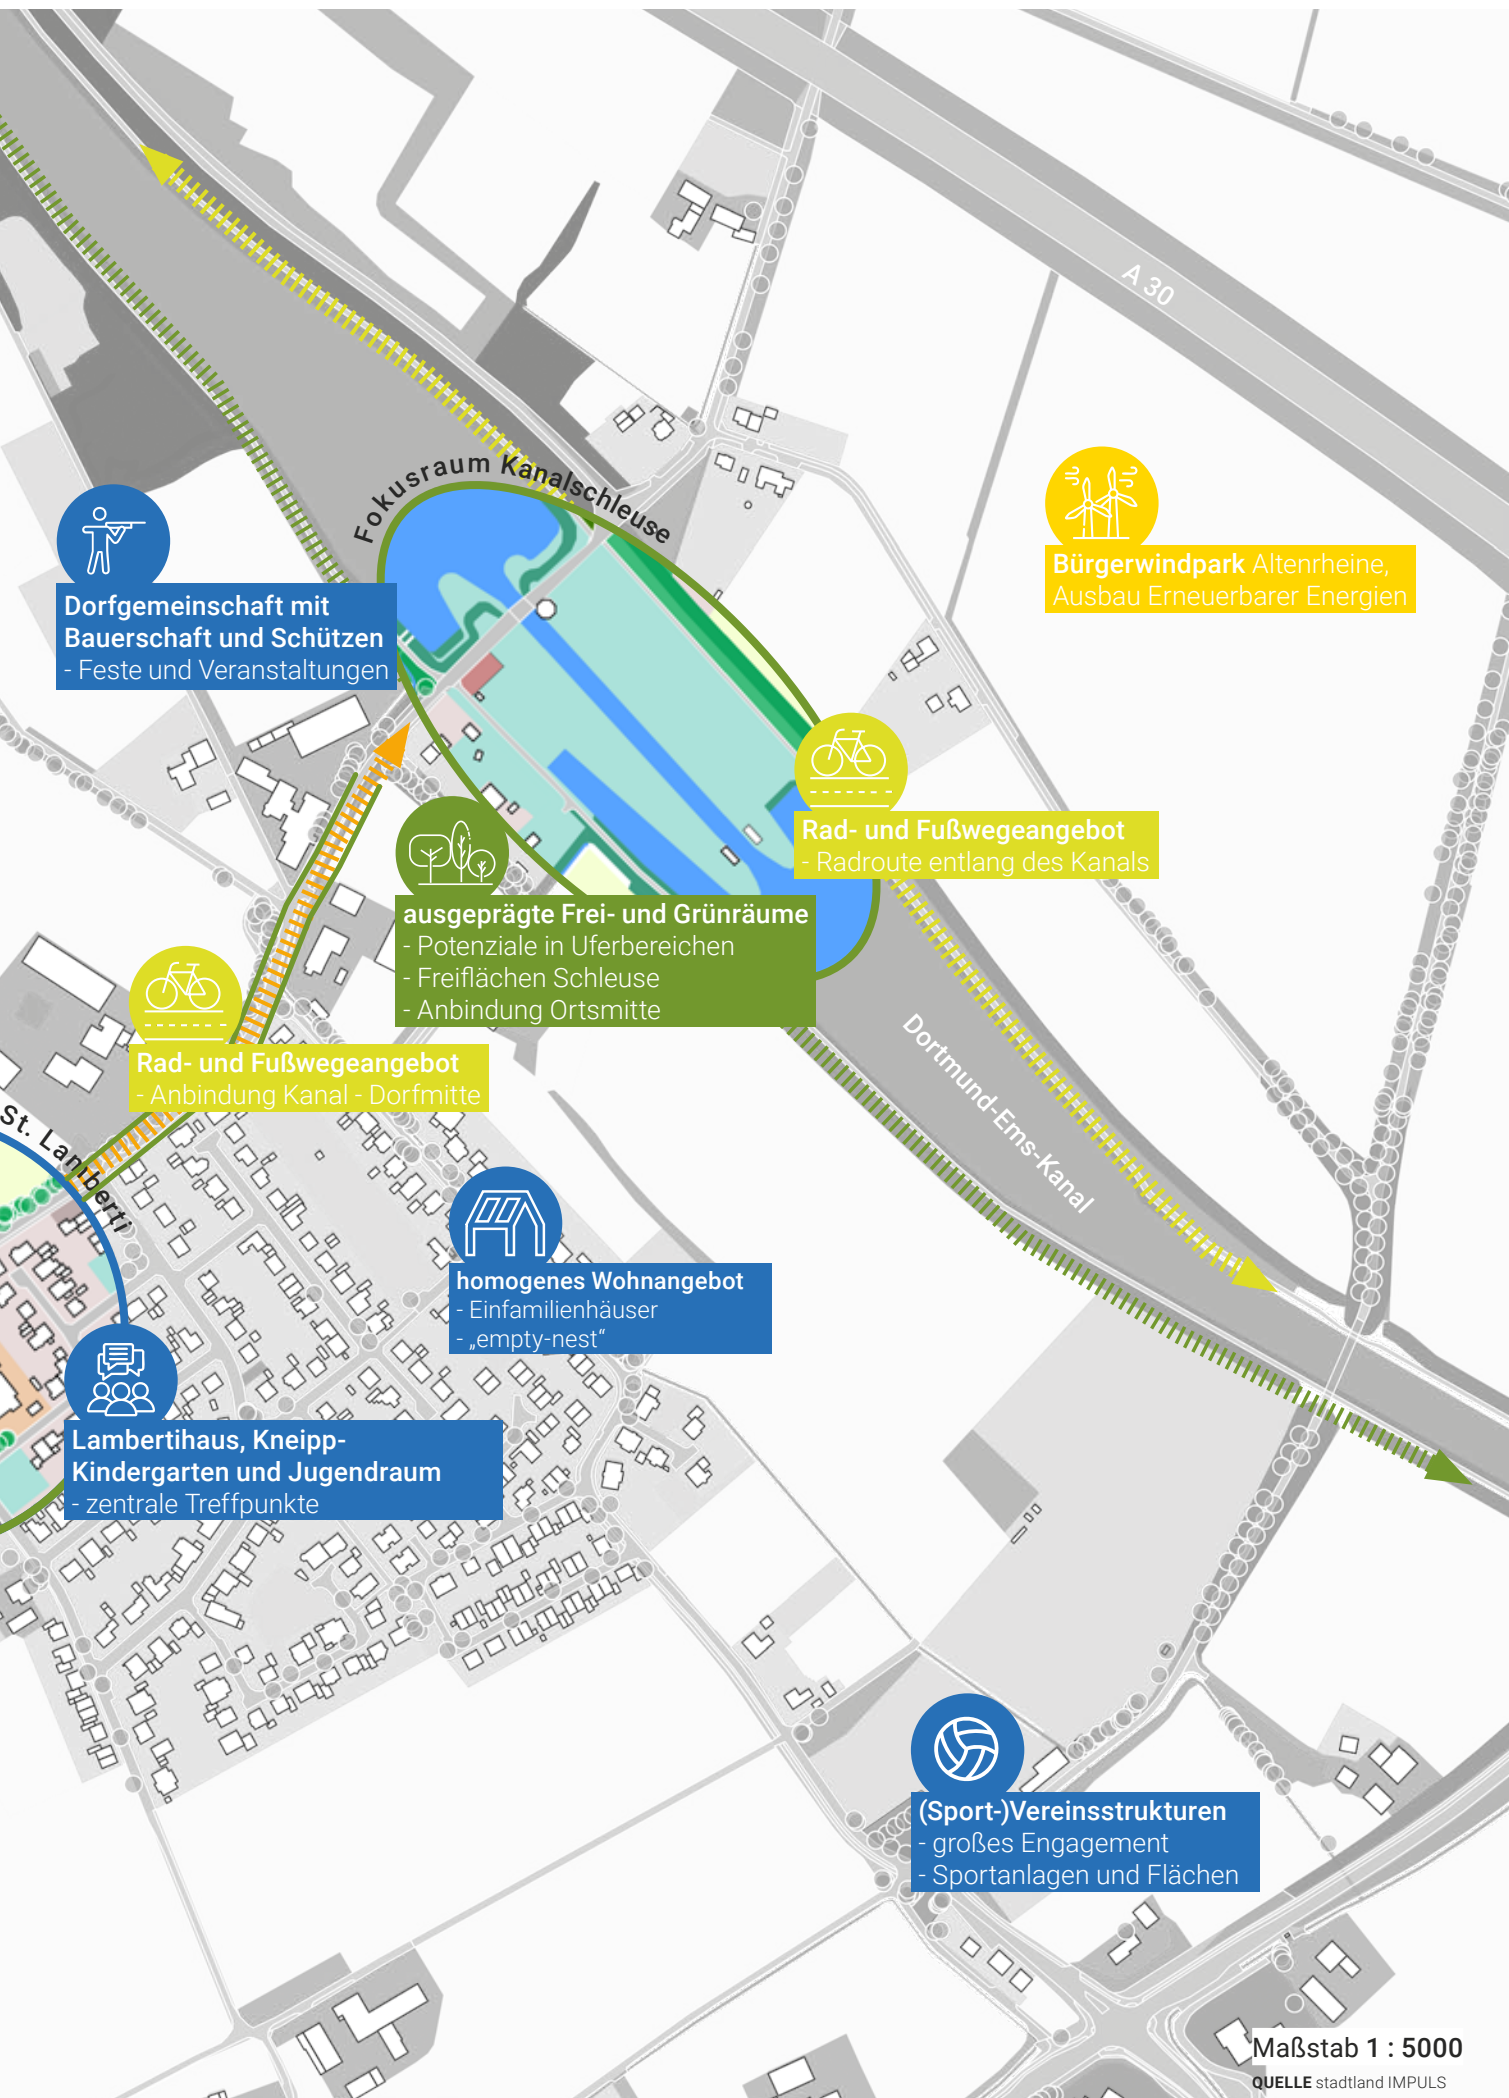 A 30
Fokusraum Kanalschleuse
Bürgerwindpark Altenrheine,
Ausbau Erneuerbarer Energien
Dorfgemeinschaft mit
Bauerschaft und Schützen
- Feste und Veranstaltungen
Rad- und Fußwegeangebot
- Radroute entlang des Kanals
ausgeprägte Frei- und Grünräume
- Potenziale in Uferbereichen
- Freiflächen Schleuse
- Anbindung Ortsmitte
Rad- und Fußwegeangebot
- Anbindung Kanal - Dorfmitte
Dortmund-Ems-Kanal
St. Lamberti
homogenes Wohnangebot
- Einfamilienhäuser
- „empty-nest“
Lambertihaus, Kneipp-
Kindergarten und Jugendraum
- zentrale Treffpunkte
(Sport-)Vereinsstrukturen
- großes Engagement
- Sportanlagen und Flächen
Maßstab 1 : 5000
QUELLE stadtland IMPULS